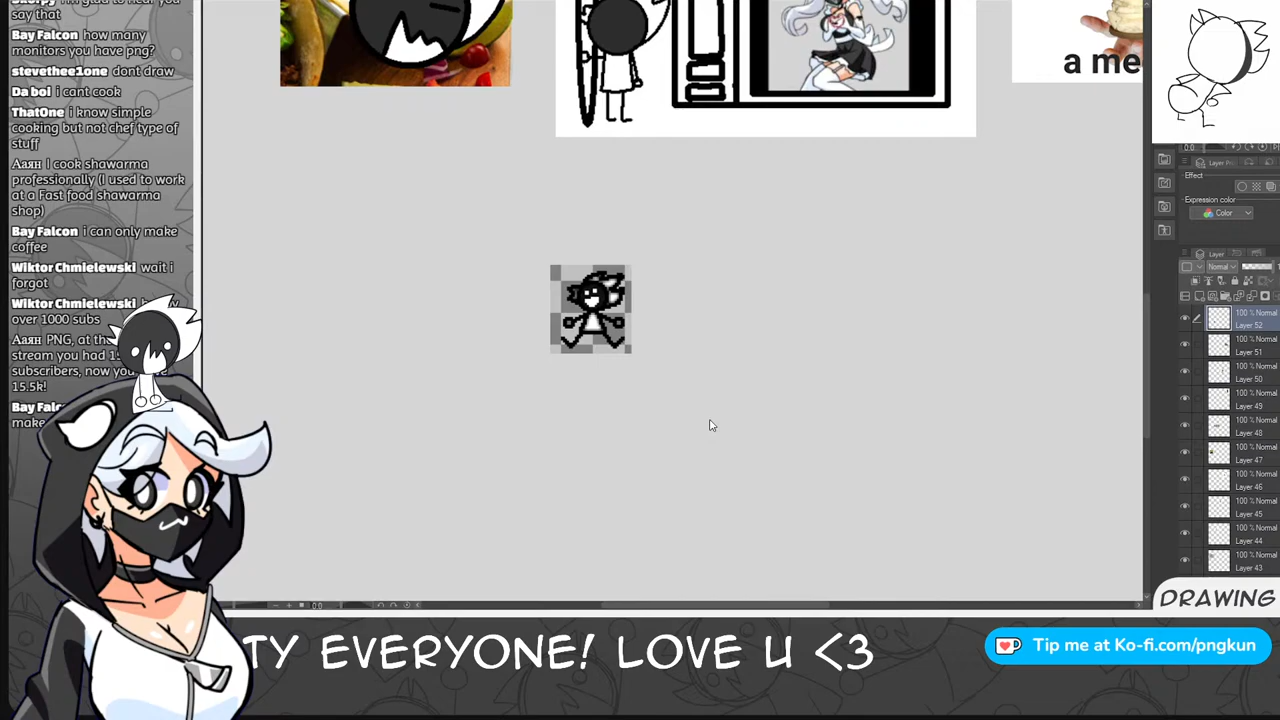 say that
Bay Falcon how many
monitors you have png?
stevethee1one dont draw
Da boi i cant cook
ThatOne i know simple
cooking but not chef type of
stuff
Ааян I cook shawarma
professionally (I used to work
at a Fast food shawarma
shop)
Bay Falcon i can only make
coffee
Wiktor Chmielewski wait i
forgot
Wiktor Chmielewski
over 1000 subs
Ааян PNG, at the
stream you had
subscribers, now you
15.5k!
Bay
a me
Effect
Expression color
Color
Layer
Normal
100 % Normal
Layer 52
100 % Normal
Layer 51
100 % Normal
Layer 50
100 % Normal
Layer 49
100 % Normal
Layer 48
100 % Normal
Layer 47
100 % Normal
Layer 46
100 % Normal
Layer 45
100 % Normal
Layer 44
100 % Normal
Layer 43
DRAWING
TY EVERYONE! LOVE U <3
Tip me at Ko-fi.com/pngkun